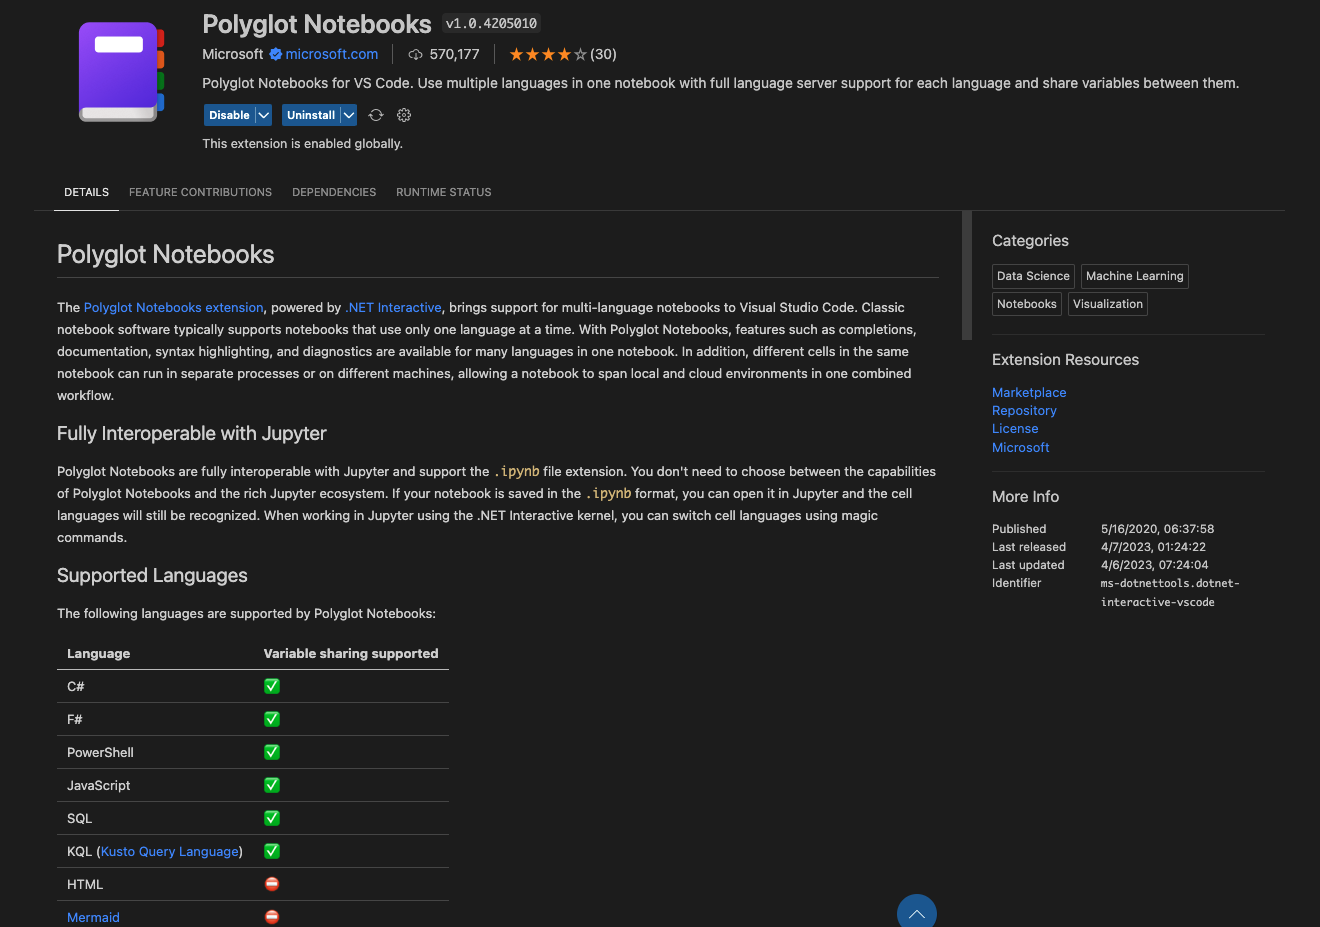 Polyglot Notebooks v1.0.4205010
Microsoft microsoft.com 570,177 (30)
Polyglot Notebooks for VS Code. Use multiple languages in one notebook with full language server support for each language and share variables between them.
Disable Uninstall
This extension is enabled globally.
DETAILS FEATURE CONTRIBUTIONS DEPENDENCIES RUNTIME STATUS
Polyglot Notebooks
The Polyglot Notebooks extension, powered by .NET Interactive, brings support for multi-language notebooks to Visual Studio Code. Classic
notebook software typically supports notebooks that use only one language at a time. With Polyglot Notebooks, features such as completions,
documentation, syntax highlighting, and diagnostics are available for many languages in one notebook. In addition, different cells in the same
notebook can run in separate processes or on different machines, allowing a notebook to span local and cloud environments in one combined
workflow.
Fully Interoperable with Jupyter
Polyglot Notebooks are fully interoperable with Jupyter and support the .ipynb file extension. You don't need to choose between the capabilities
of Polyglot Notebooks and the rich Jupyter ecosystem. If your notebook is saved in the .ipynb format, you can open it in Jupyter and the cell
languages will still be recognized. When working in Jupyter using the .NET Interactive kernel, you can switch cell languages using magic
commands.
Supported Languages
The following languages are supported by Polyglot Notebooks:
Language Variable sharing supported
C# ✅
F# ✅
PowerShell ✅
JavaScript ✅
SQL ✅
KQL (Kusto Query Language) ✅
HTML ⛔
Mermaid ⛔
Categories
Data Science Machine Learning
Notebooks Visualization
Extension Resources
Marketplace
Repository
License
Microsoft
More Info
Published 5/16/2020, 06:37:58
Last released 4/7/2023, 01:24:22
Last updated 4/6/2023, 07:24:04
Identifier ms-dotnettools.dotnet-
interactive-vscode